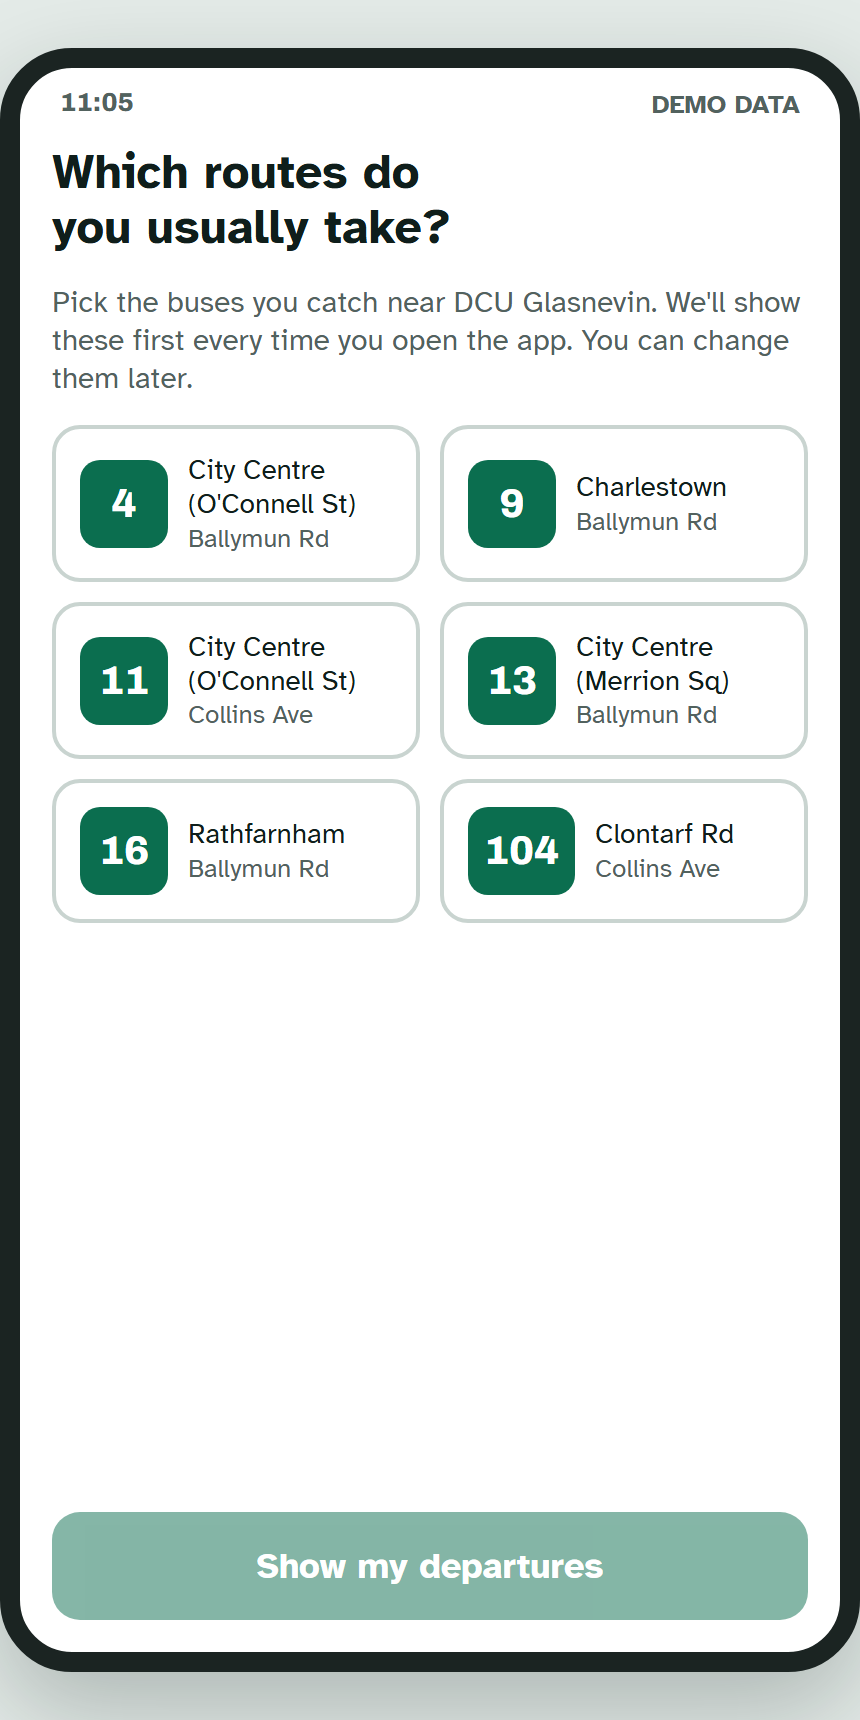 11:05
DEMO DATA
Which routes do
you usually take?
Pick the buses you catch near DCU Glasnevin. We'll show
these first every time you open the app. You can change
them later.
4
City Centre
(O'Connell St)
Ballymun Rd
9
Charlestown
Ballymun Rd
11
City Centre
(O'Connell St)
Collins Ave
13
City Centre
(Merrion Sq)
Ballymun Rd
16
Rathfarnham
Ballymun Rd
104
Clontarf Rd
Collins Ave
Show my departures